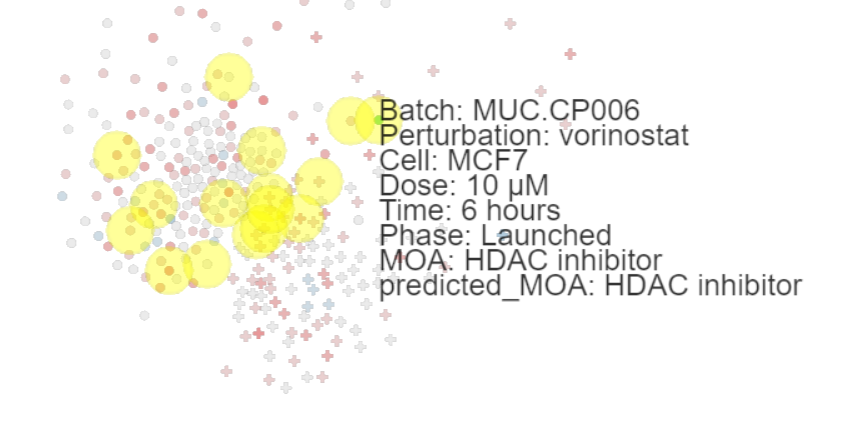 Batch: MUC.CP006
Perturbation: vorinostat
Cell: MCF7
Dose: 10 µM
Time: 6 hours
Phase: Launched
MOA: HDAC inhibitor
predicted_MOA: HDAC inhibitor